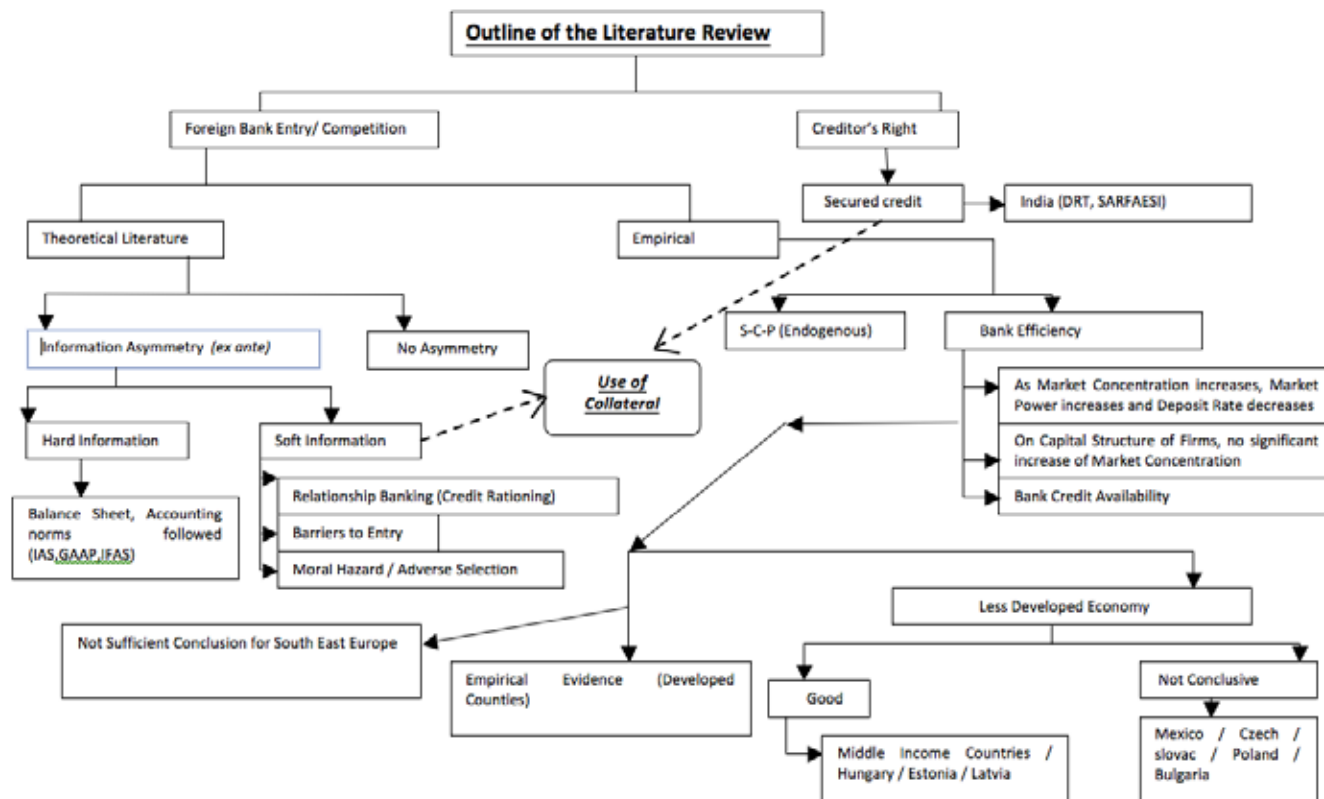 Outline of the Literature Review
Foreign Bank Entry/ Competition
Creditor's Right
Secured credit
India (DRT, SARFAESI)
Theoretical Literature
Empirical
Information Asymmetry (ex ante)
No Asymmetry
S-C-P (Endogenous)
Bank Efficiency
Use of
Collateral
As Market Concentration increases, Market
Power increases and Deposit Rate decreases
On Capital Structure of Firms, no significant
increase of Market Concentration
Bank Credit Availability
Hard Information
Soft Information
Balance Sheet, Accounting
norms followed
(IAS,GAAP,IFAS)
Relationship Banking (Credit Rationing)
Barriers to Entry
Moral Hazard / Adverse Selection
Less Developed Economy
Not Sufficient Conclusion for South East Europe
Empirical Evidence (Developed
Counties)
Good
Not Conclusive
Middle Income Countries /
Hungary / Estonia / Latvia
Mexico / Czech /
slovac / Poland /
Bulgaria